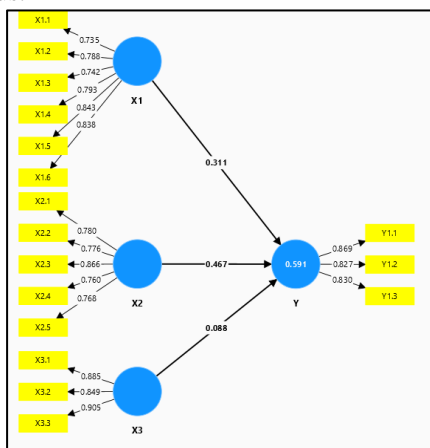 X1.1
0.735
X1.2
0.788
X1.3
0.742
X1.4
0.793
X1.5
0.843
X1.6
0.838
X1
0.311
X2.1
0.780
X2.2
0.776
X2.3
0.866
X2.4
0.760
X2.5
0.768
X2
0.467
0.591
Y
Y1.1
0.869
Y1.2
0.827
Y1.3
0.830
0.088
X3.1
0.885
X3.2
0.849
X3.3
0.905
X3